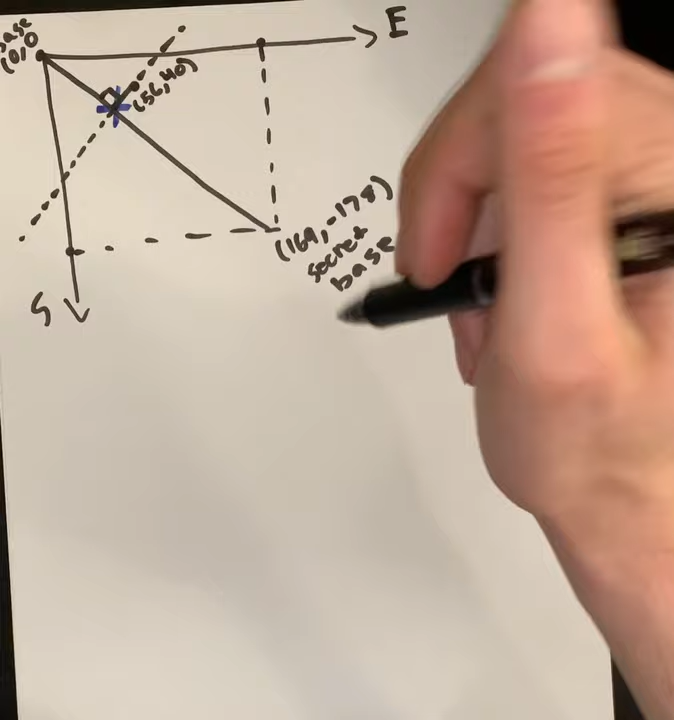 base
(0,0
E
(56,40)
(169,-178)
secret
base
S